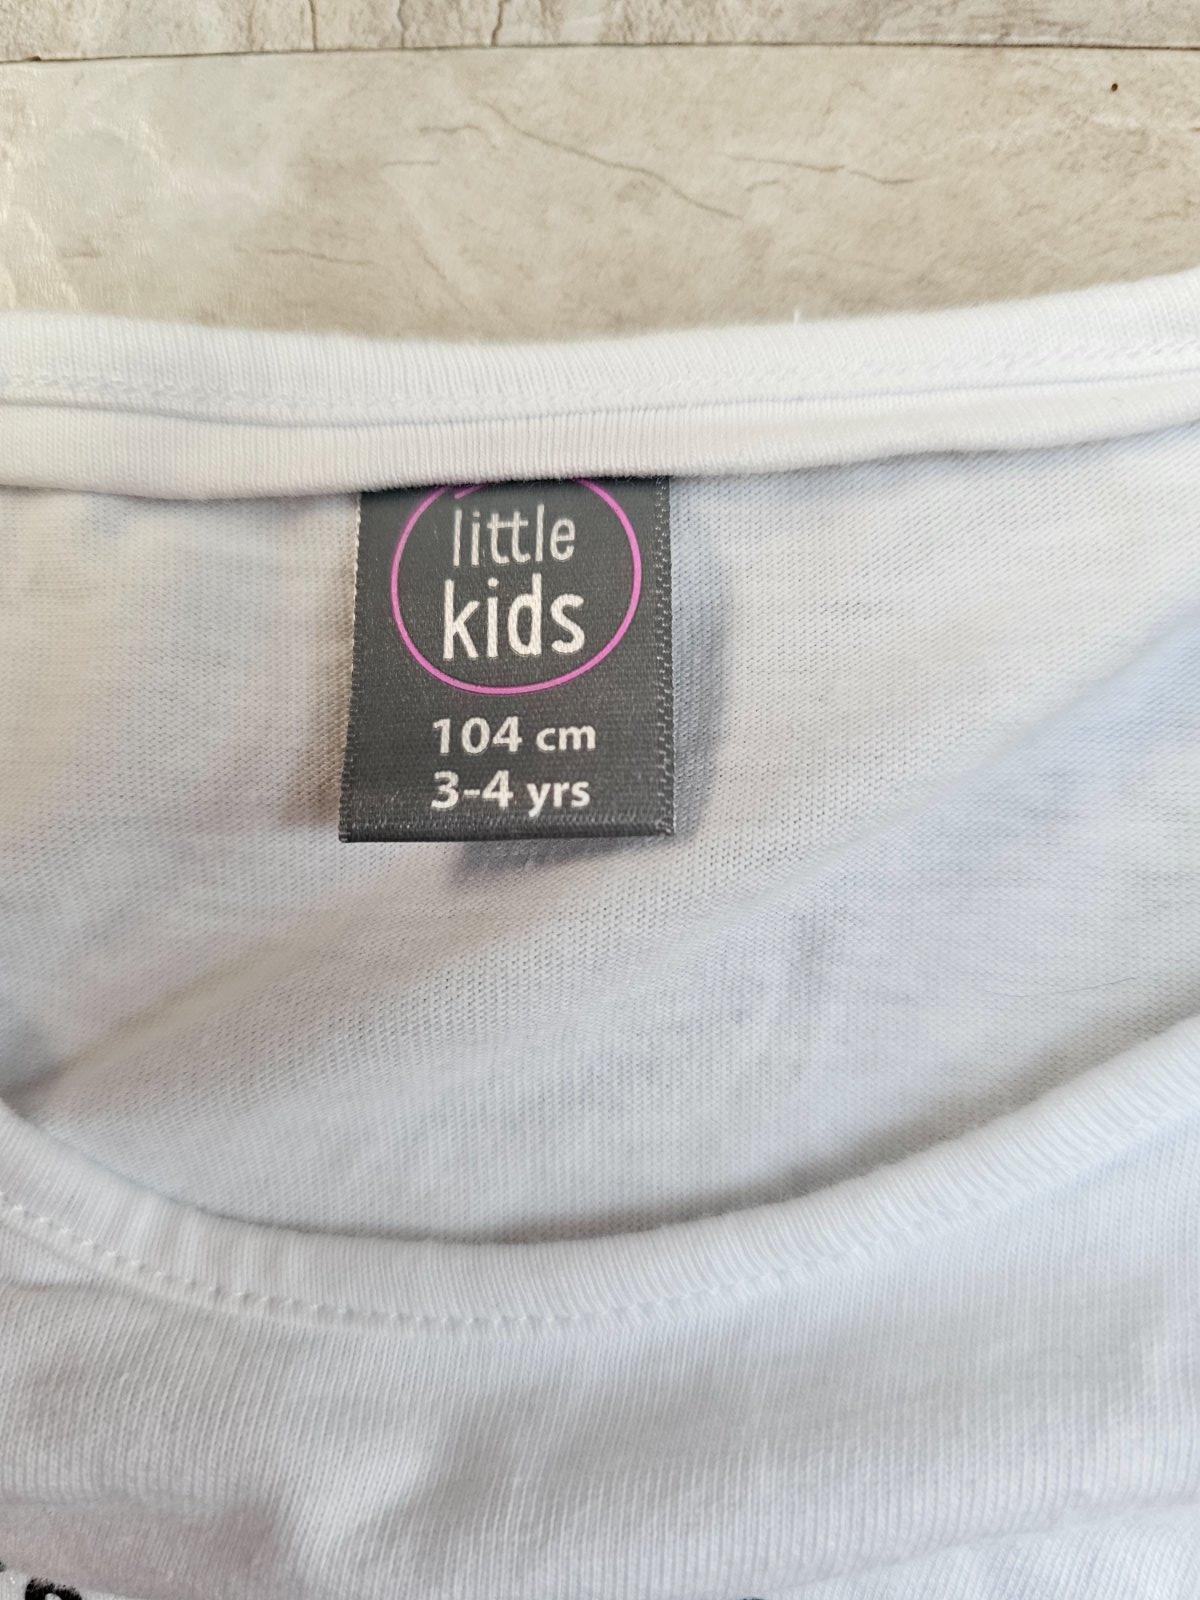 little
kids
104 cm
3-4 yrs